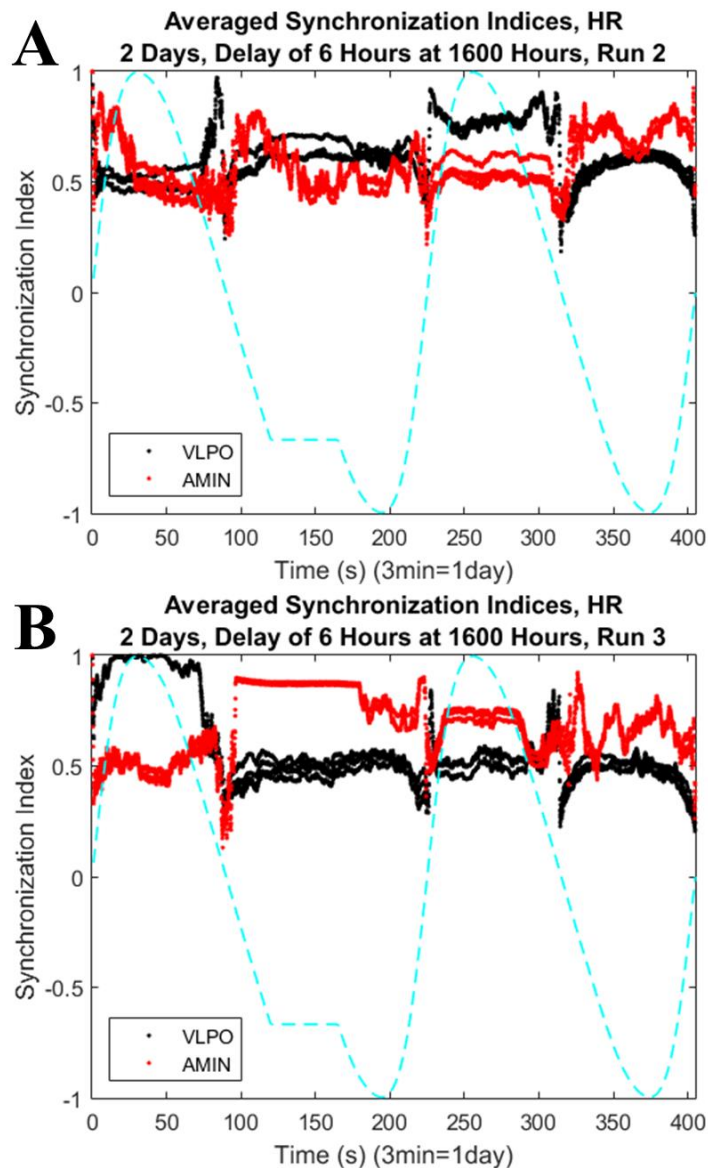 A
Averaged Synchronization Indices, HR
2 Days, Delay of 6 Hours at 1600 Hours, Run 2
1
0.5
0
-0.5
-1
Synchronization Index
VLPO
AMIN
0 50 100 150 200 250 300 350 400
Time (s) (3min=1day)
B
Averaged Synchronization Indices, HR
2 Days, Delay of 6 Hours at 1600 Hours, Run 3
1
0.5
0
-0.5
-1
Synchronization Index
VLPO
AMIN
0 50 100 150 200 250 300 350 400
Time (s) (3min=1day)